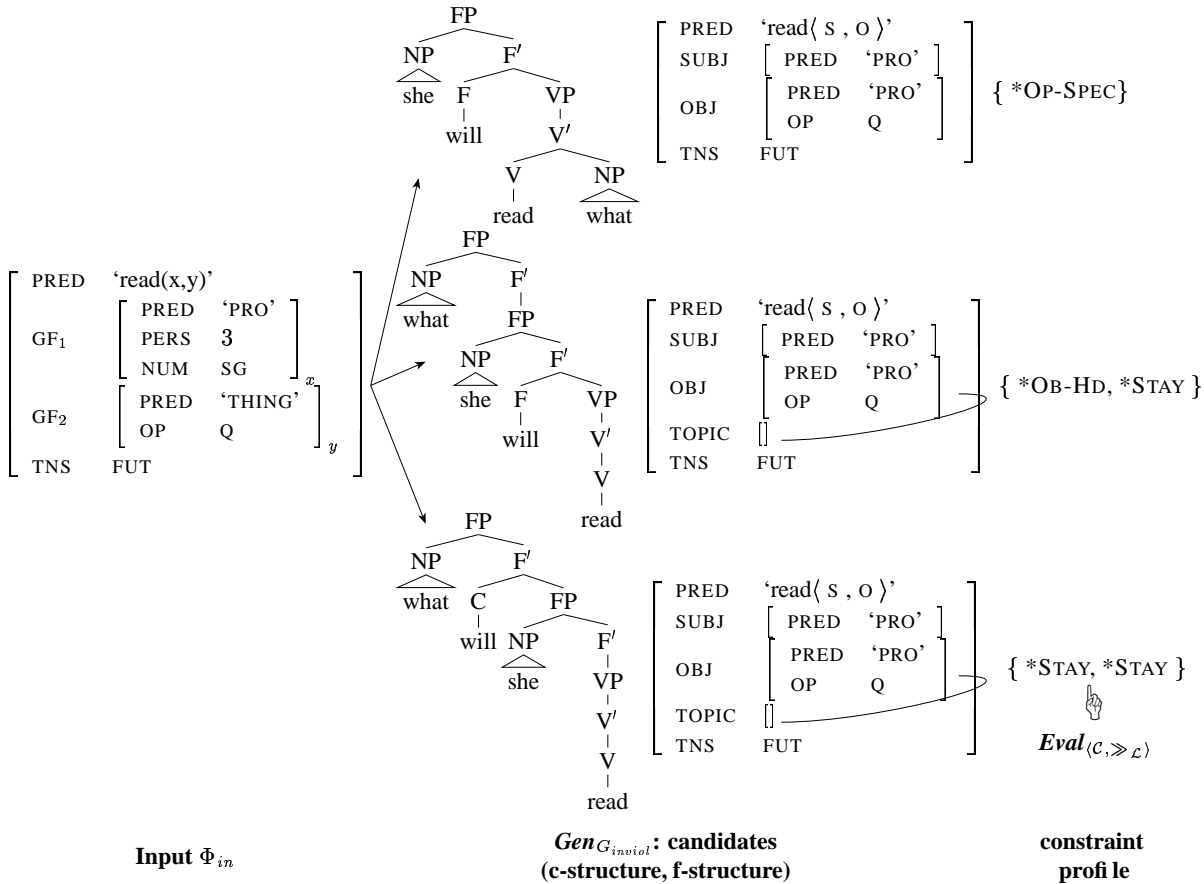 FP
NP F′
she F VP
will V′
V NP
read what
PRED ‘read⟨ S , O ⟩’
SUBJ [ PRED ‘PRO’ ]
OBJ [ PRED ‘PRO’
OP Q ]
TNS FUT
{ *OP-SPEC}
PRED ‘read(x,y)’
GF1 [ PRED ‘PRO’
PERS 3
NUM SG ] x
GF2 [ PRED ‘THING’
OP Q ] y
TNS FUT
FP
NP F′
what FP
NP F′
she F VP
will V′
V
read
PRED ‘read⟨ S , O ⟩’
SUBJ [ PRED ‘PRO’ ]
OBJ [ PRED ‘PRO’
OP Q ]
TOPIC []
TNS FUT
{ *OB-HD, *STAY }
FP
NP F′
what C FP
will NP F′
she VP
V′
V
read
PRED ‘read⟨ S , O ⟩’
SUBJ [ PRED ‘PRO’ ]
OBJ [ PRED ‘PRO’
OP Q ]
TOPIC []
TNS FUT
{ *STAY, *STAY }
Eval⟨C,≫L⟩
Input Φin
GenGinviol: candidates
(c-structure, f-structure)
constraint
profile